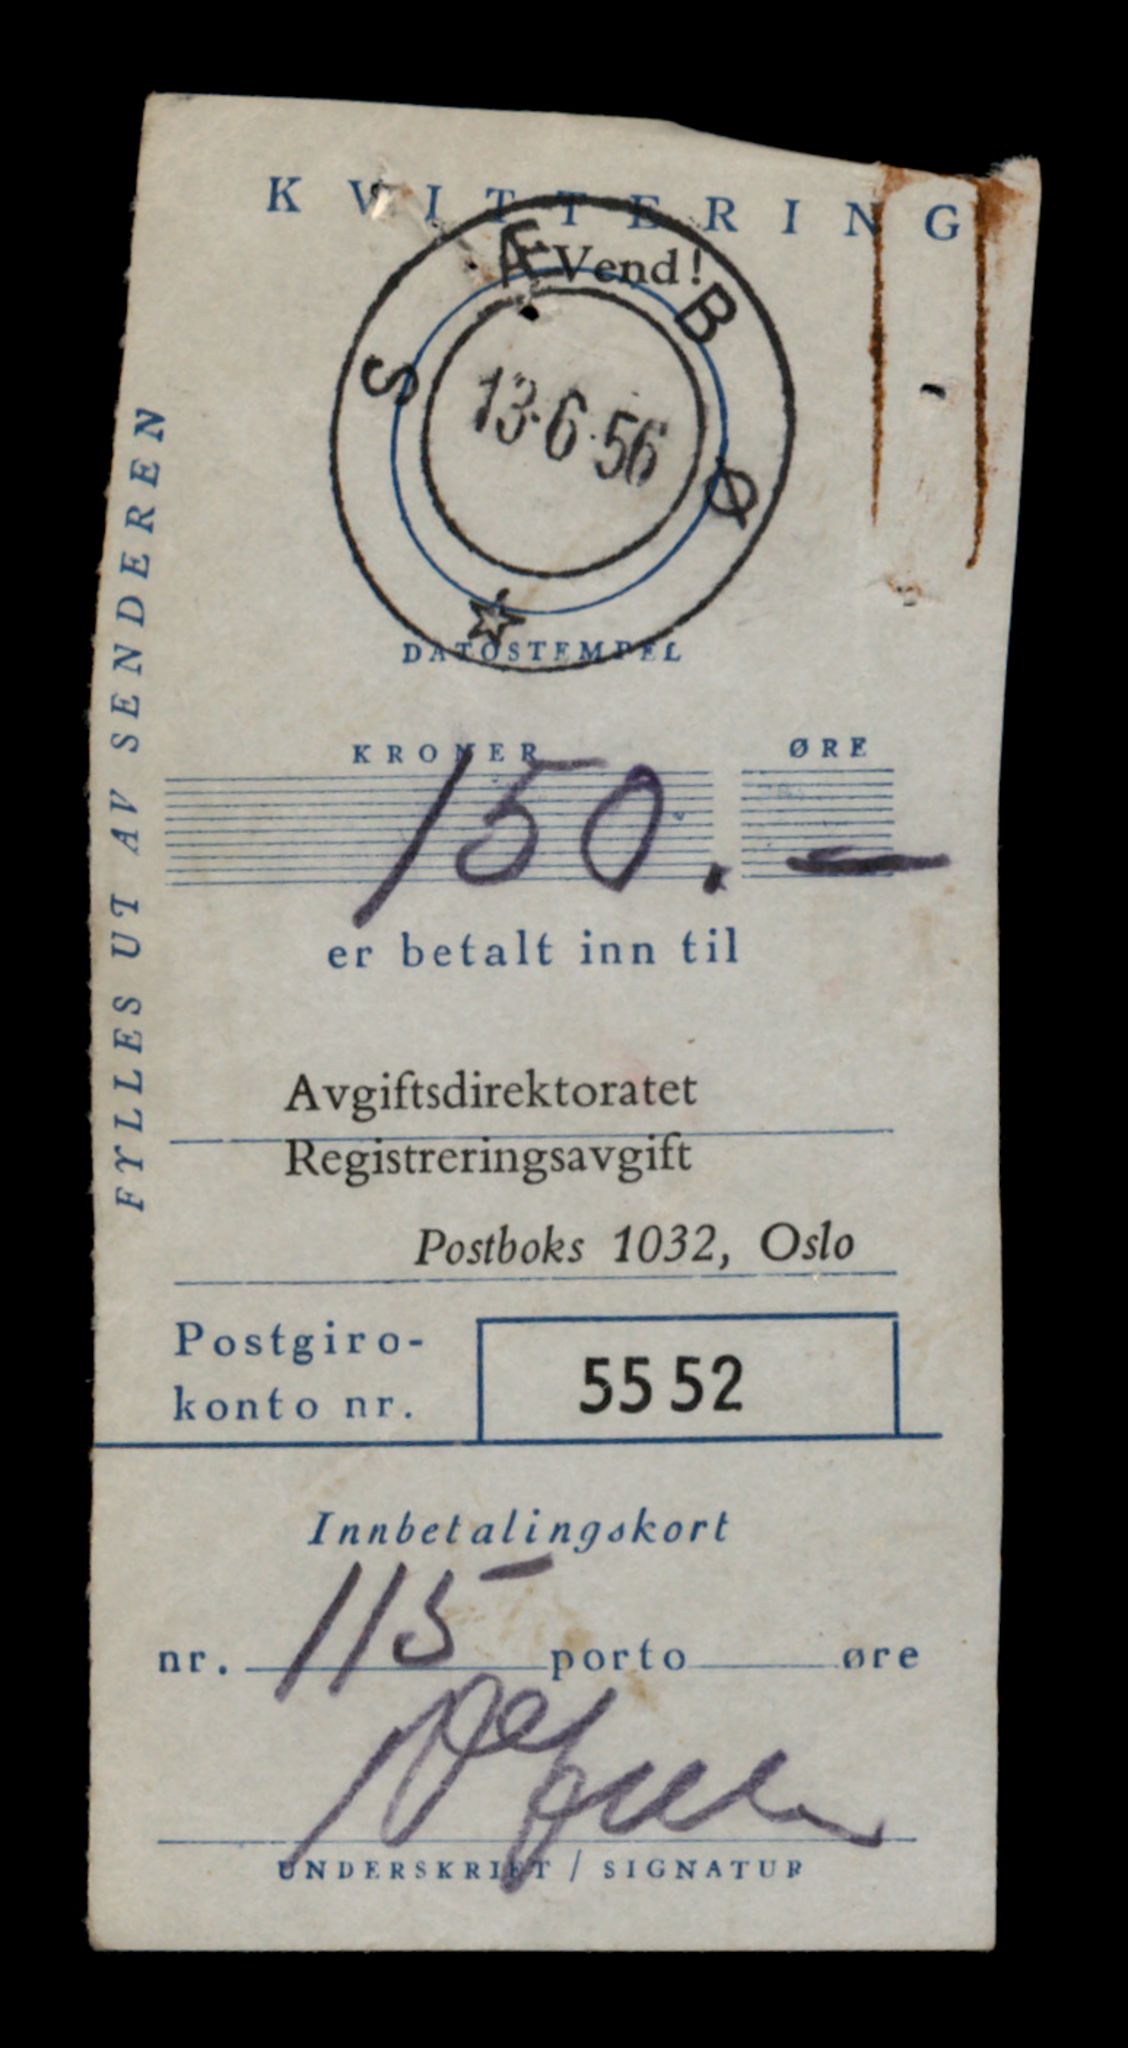 KVITTERING
Vend!
SÆBØ
13.6.56
DATOSTEMPEL
FYLLES UT AV SENDEREN
KRONER ØRE
150.—
er betalt inn til
Avgiftsdirektoratet
Registreringsavgift
Postboks 1032, Oslo
Postgiro-
konto nr. 5552
Innbetalingskort
nr. 115 porto øre
UNDERSKRIFT / SIGNATUR